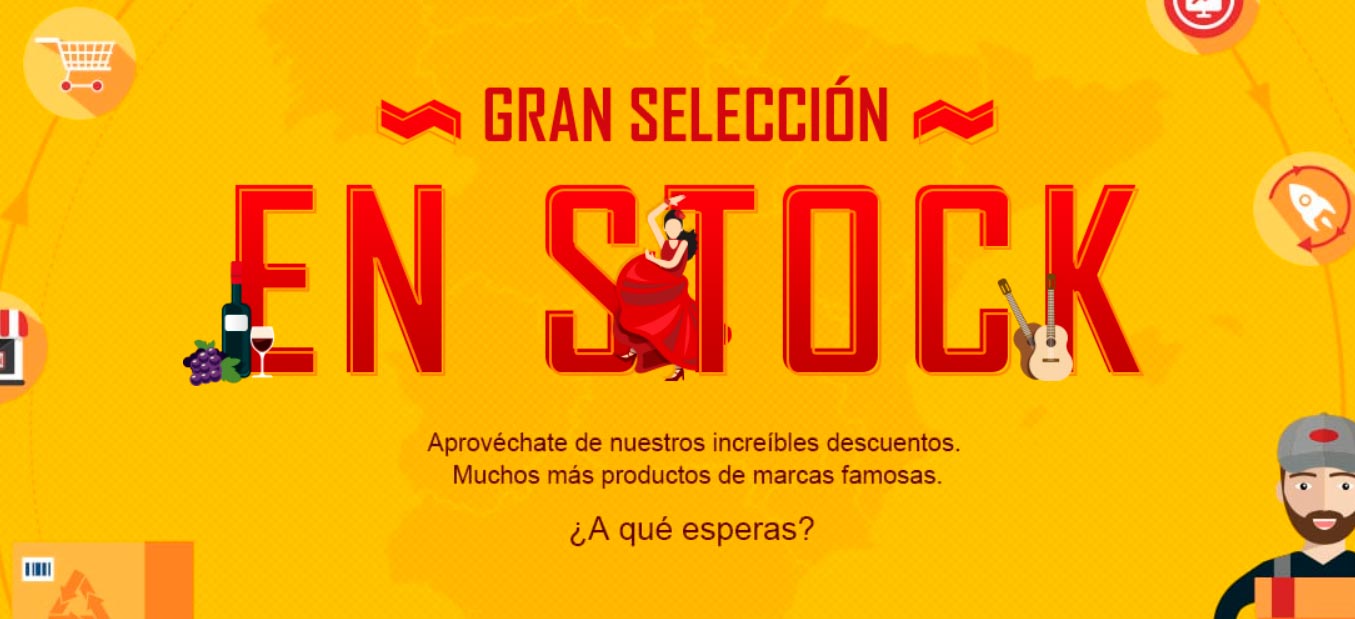 GRAN SELECCIÓN
EN STOCK
Aprovéchate de nuestros increíbles descuentos.
Muchos más productos de marcas famosas.
¿A qué esperas?